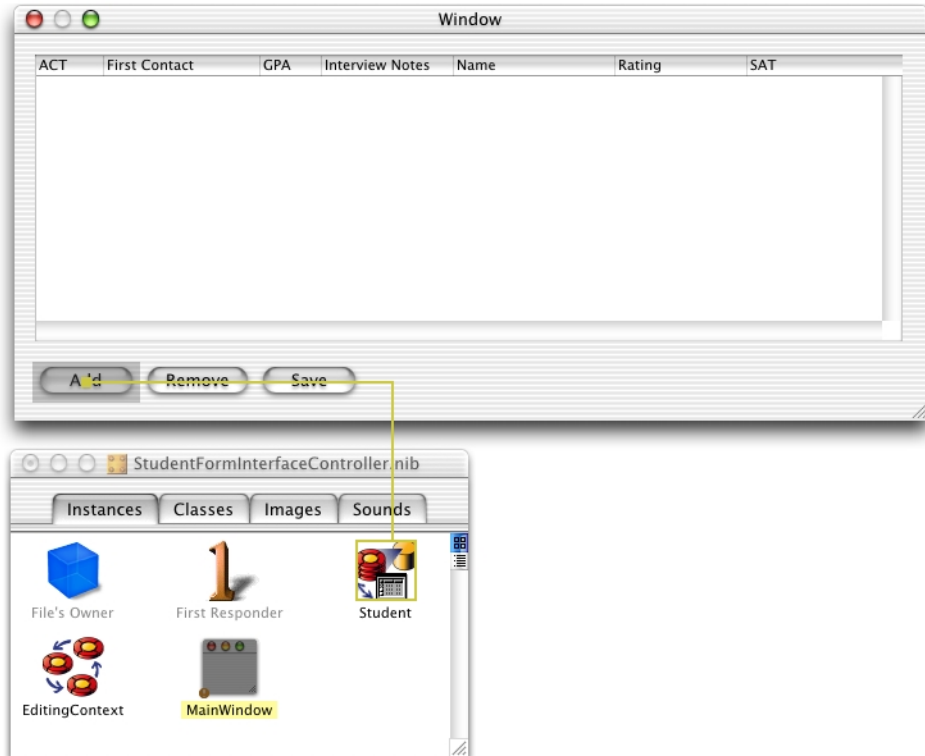 Window
ACT First Contact GPA Interview Notes Name Rating SAT
Add Remove Save
StudentFormInterfaceController.nib
Instances Classes Images Sounds
File's Owner First Responder Student
EditingContext MainWindow